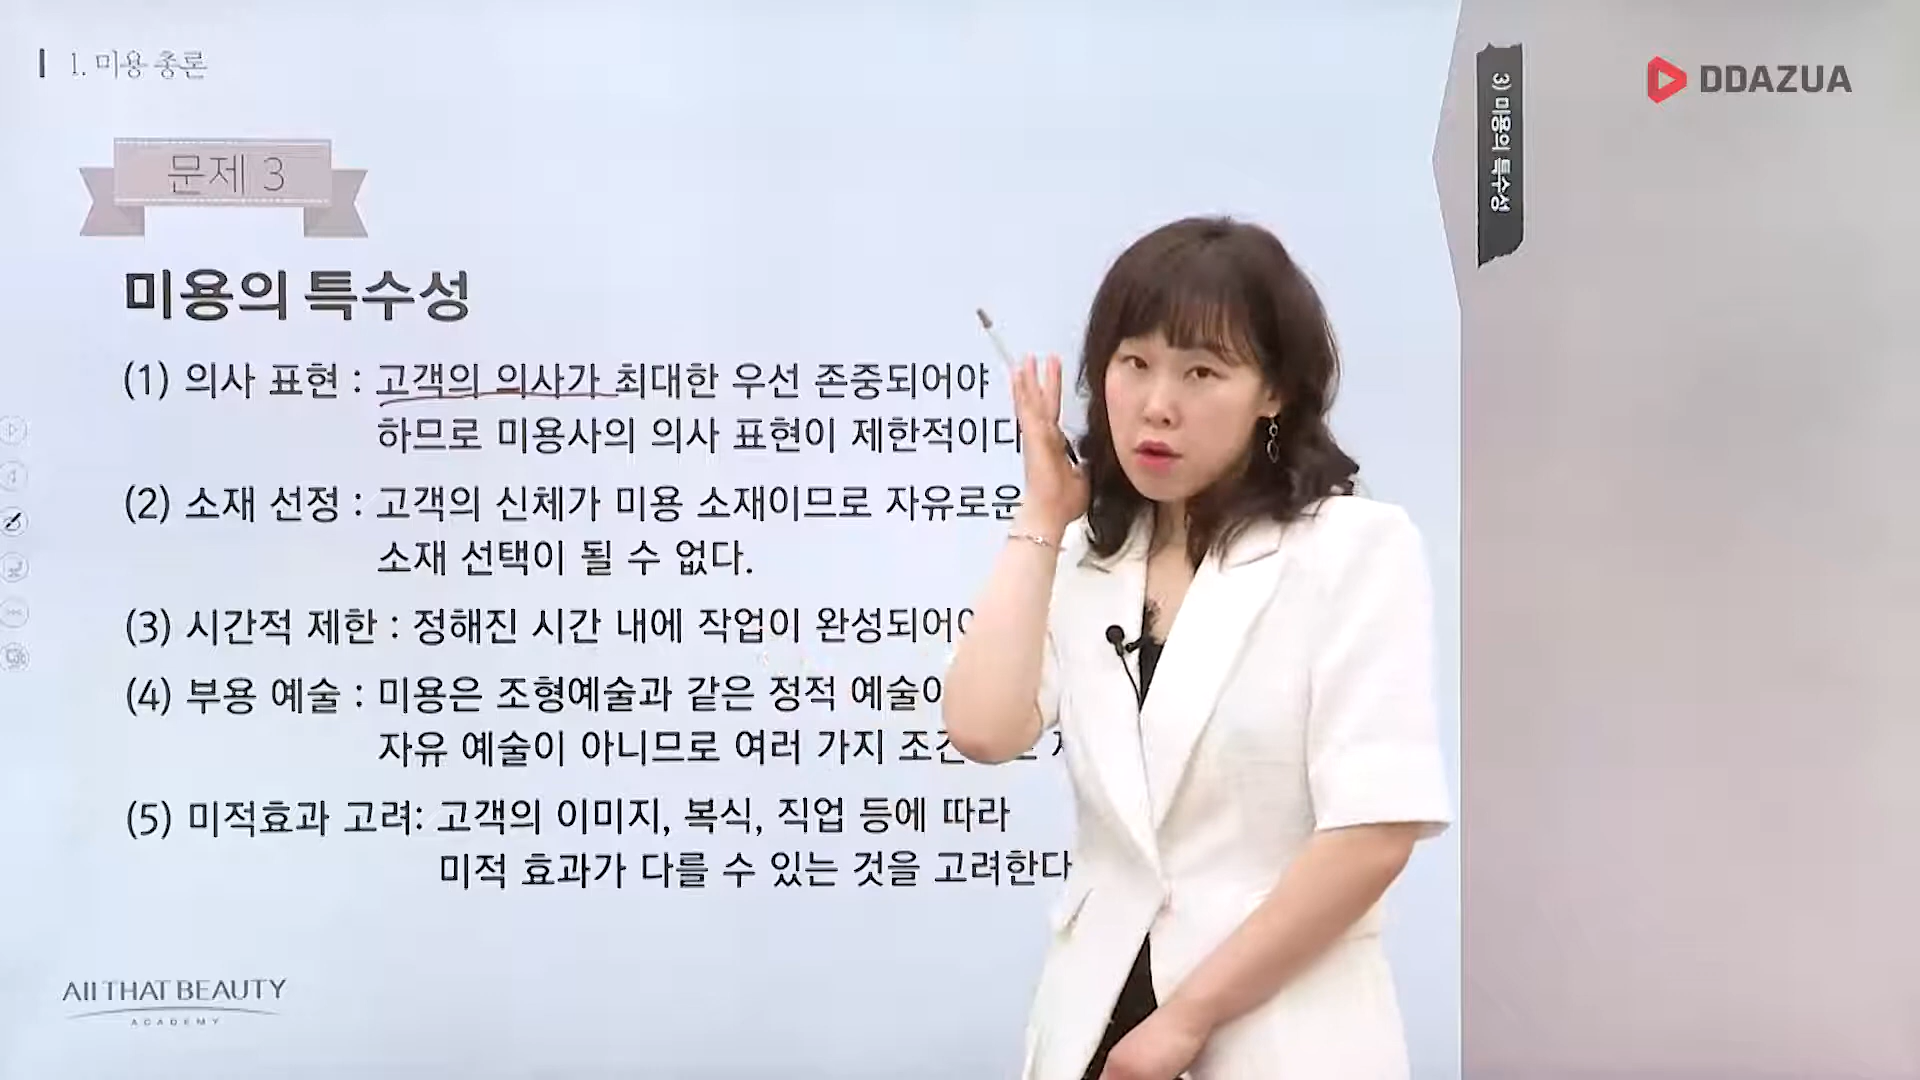 1. 미용 총론
문제 3
미용의 특수성
(1) 의사 표현 : 고객의 의사가 최대한 우선 존중되어야
하므로 미용사의 의사 표현이 제한적이다
(2) 소재 선정 : 고객의 신체가 미용 소재이므로 자유로운
소재 선택이 될 수 없다.
(3) 시간적 제한 : 정해진 시간 내에 작업이 완성되어야
(4) 부용 예술 : 미용은 조형예술과 같은 정적 예술이
자유 예술이 아니므로 여러 가지
(5) 미적효과 고려: 고객의 이미지, 복식, 직업 등에 따라
미적 효과가 다를 수 있는 것을 고려한다
All THAT BEAUTY
ACADEMY
3) 미용의 특수성
DDAZUA